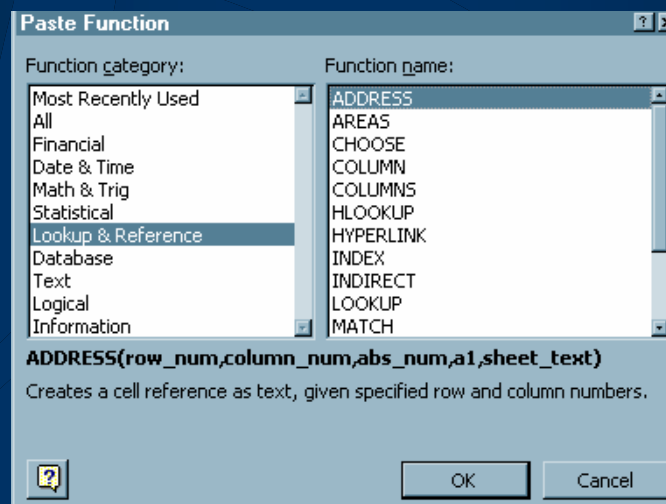 Paste Function
Function category:
Function name:
Most Recently Used
All
Financial
Date & Time
Math & Trig
Statistical
Lookup & Reference
Database
Text
Logical
Information
ADDRESS
AREAS
CHOOSE
COLUMN
COLUMNS
HLOOKUP
HYPERLINK
INDEX
INDIRECT
LOOKUP
MATCH
ADDRESS(row_num,column_num,abs_num,a1,sheet_text)
Creates a cell reference as text, given specified row and column numbers.
OK
Cancel